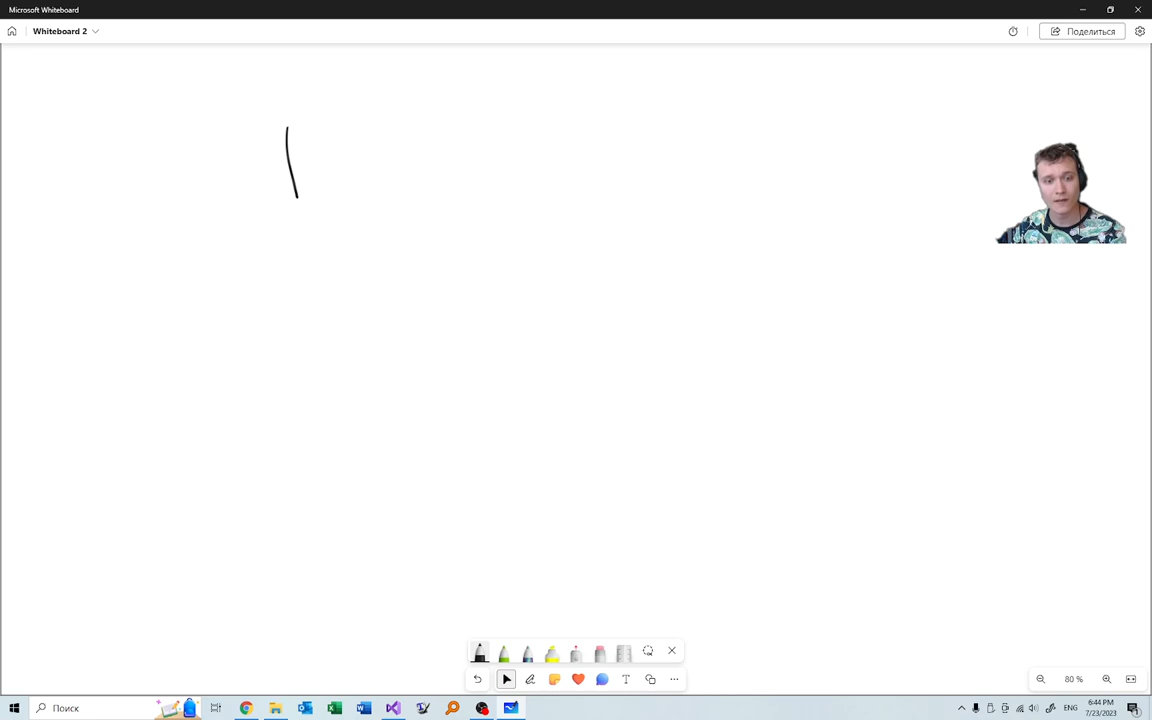 Microsoft Whiteboard
Whiteboard 2
Поделиться
80 %
Поиск
ENG
6:44 PM
7/23/2023